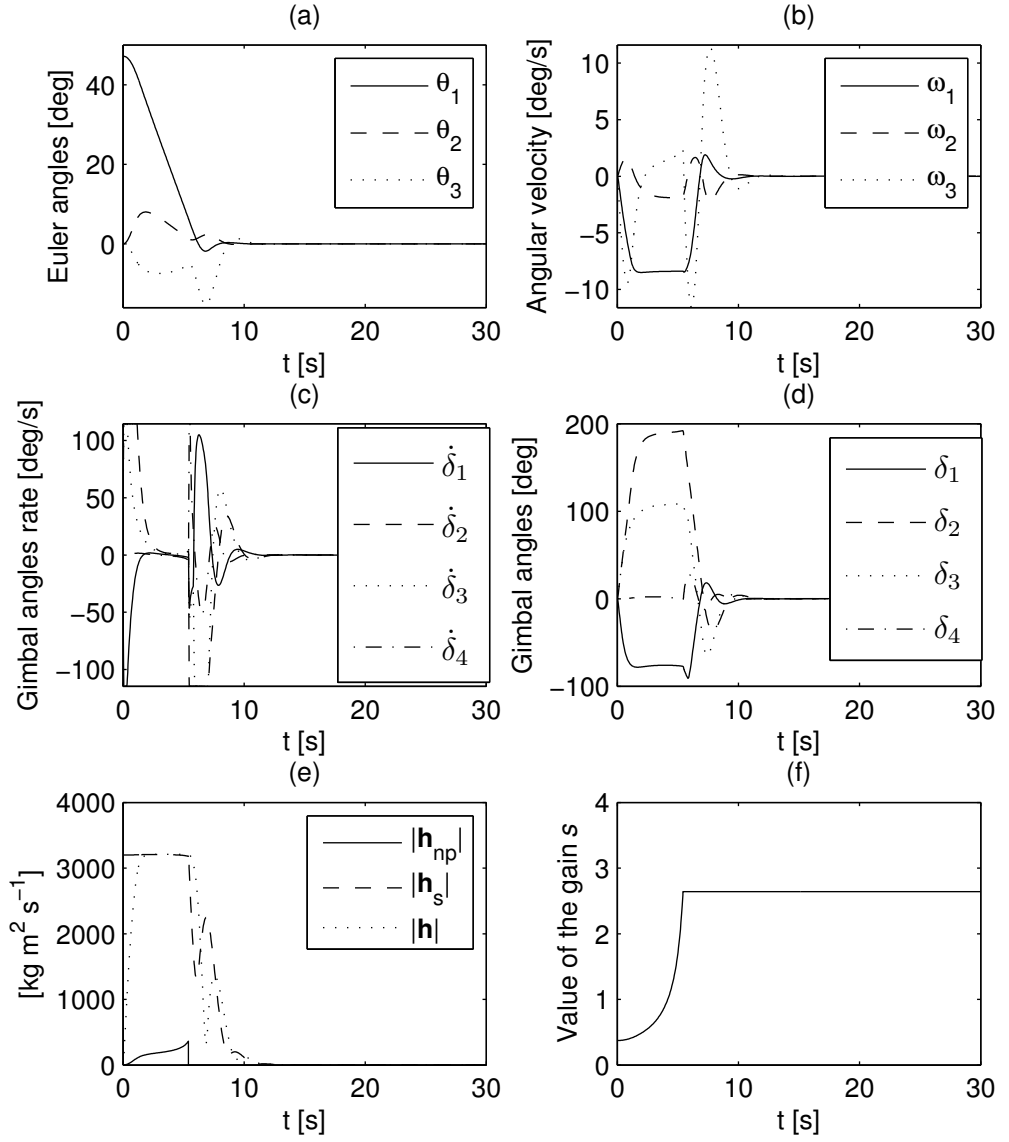 (a)
Euler angles [deg]
40
20
0
θ1
θ2
θ3
0 10 20 30
t [s]
(b)
Angular velocity [deg/s]
10
5
0
−5
−10
ω1
ω2
ω3
0 10 20 30
t [s]
(c)
Gimbal angles rate [deg/s]
100
50
0
−50
−100
δ̇1
δ̇2
δ̇3
δ̇4
0 10 20 30
t [s]
(d)
Gimbal angles [deg]
200
100
0
−100
δ1
δ2
δ3
δ4
0 10 20 30
t [s]
(e)
[kg m² s⁻¹]
4000
3000
2000
1000
0
|h_np|
|h_s|
|h|
0 10 20 30
t [s]
(f)
Value of the gain s
4
3
2
1
0
0 10 20 30
t [s]